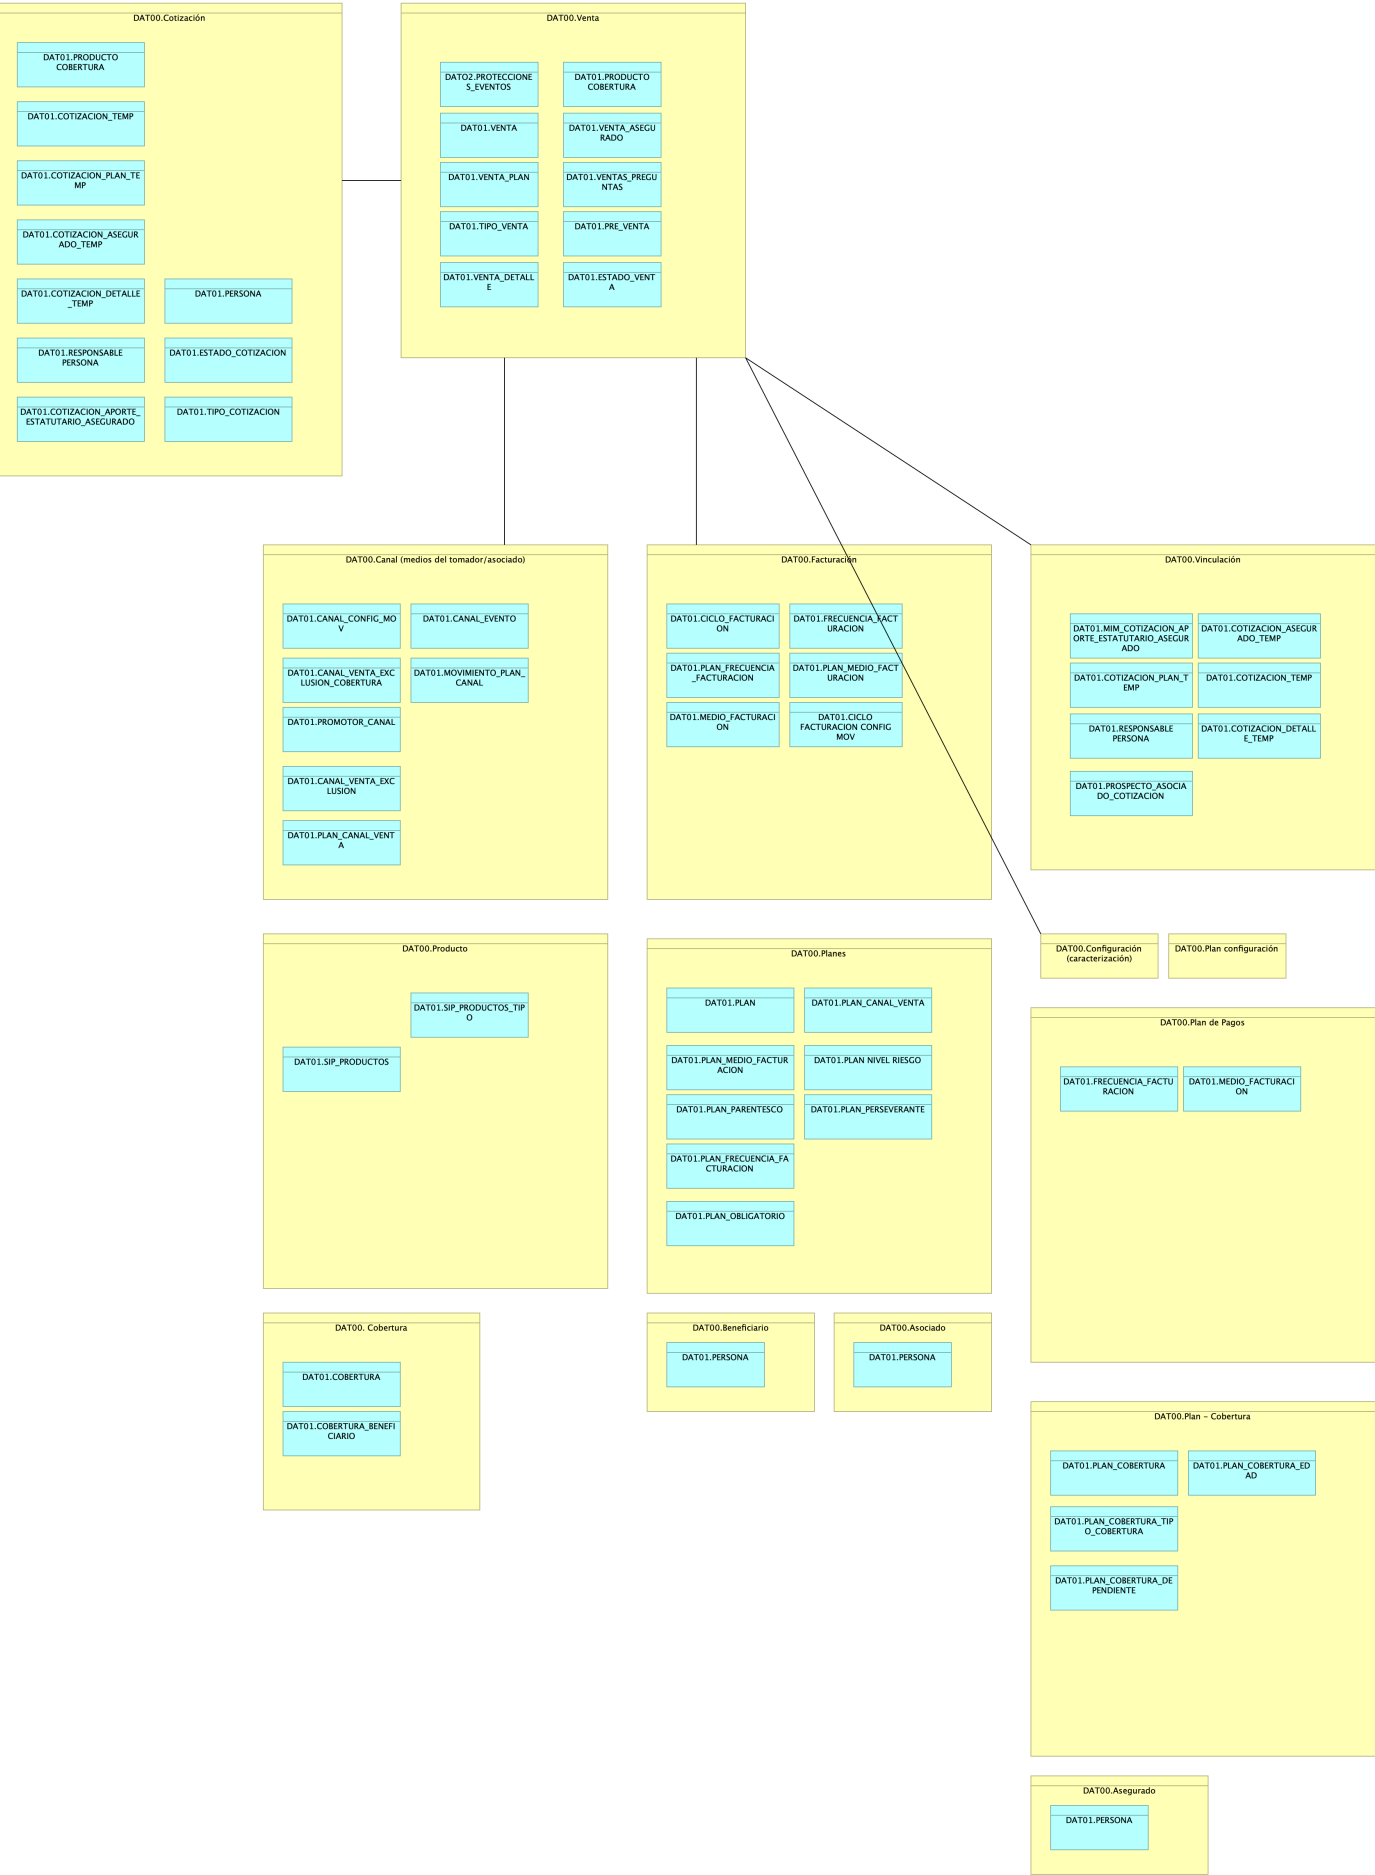 DAT00.Cotización
DAT01.PRODUCTO
COBERTURA
DAT01.COTIZACION_TEMP
DAT01.COTIZACION_PLAN_TE
MP
DAT01.COTIZACION_ASEGUR
ADO_TEMP
DAT01.COTIZACION_DETALLE
_TEMP
DAT01.PERSONA
DAT01.RESPONSABLE
PERSONA
DAT01.ESTADO_COTIZACION
DAT01.COTIZACION_APORTE_
ESTATUTARIO_ASEGURADO
DAT01.TIPO_COTIZACION
DAT00.Venta
DATO2.PROTECCIONE
S_EVENTOS
DAT01.PRODUCTO
COBERTURA
DAT01.VENTA
DAT01.VENTA_ASEGU
RADO
DAT01.VENTA_PLAN
DAT01.VENTAS_PREGU
NTAS
DAT01.TIPO_VENTA
DAT01.PRE_VENTA
DAT01.VENTA_DETALL
E
DAT01.ESTADO_VENT
A
DAT00.Canal (medios del tomador/asociado)
DAT01.CANAL_CONFIG_MO
V
DAT01.CANAL_EVENTO
DAT01.CANAL_VENTA_EXC
LUSION_COBERTURA
DAT01.MOVIMIENTO_PLAN_
CANAL
DAT01.PROMOTOR_CANAL
DAT01.CANAL_VENTA_EXC
LUSION
DAT01.PLAN_CANAL_VENT
A
DAT00.Facturación
DAT01.CICLO_FACTURACI
ON
DAT01.FRECUENCIA_FACT
URACION
DAT01.PLAN_FRECUENCIA
_FACTURACION
DAT01.PLAN_MEDIO_FACT
URACION
DAT01.MEDIO_FACTURACI
ON
DAT01.CICLO
FACTURACION CONFIG
MOV
DAT00.Vinculación
DAT01.MIM_COTIZACION_AP
ORTE_ESTATUTARIO_ASEGUR
ADO
DAT01.COTIZACION_ASEGUR
ADO_TEMP
DAT01.COTIZACION_PLAN_T
EMP
DAT01.COTIZACION_TEMP
DAT01.RESPONSABLE
PERSONA
DAT01.COTIZACION_DETALL
E_TEMP
DAT01.PROSPECTO_ASOCIA
DO_COTIZACION
DAT00.Producto
DAT01.SIP_PRODUCTOS_TIP
O
DAT01.SIP_PRODUCTOS
DAT00.Planes
DAT01.PLAN
DAT01.PLAN_CANAL_VENTA
DAT01.PLAN_MEDIO_FACTUR
ACION
DAT01.PLAN NIVEL RIESGO
DAT01.PLAN_PARENTESCO
DAT01.PLAN_PERSEVERANTE
DAT01.PLAN_FRECUENCIA_FA
CTURACION
DAT01.PLAN_OBLIGATORIO
DAT00.Configuración
(caracterización)
DAT00.Plan configuración
DAT00.Plan de Pagos
DAT01.FRECUENCIA_FACTU
RACION
DAT01.MEDIO_FACTURACI
ON
DAT00. Cobertura
DAT01.COBERTURA
DAT01.COBERTURA_BENEFI
CIARIO
DAT00.Beneficiario
DAT01.PERSONA
DAT00.Asociado
DAT01.PERSONA
DAT00.Plan – Cobertura
DAT01.PLAN_COBERTURA
DAT01.PLAN_COBERTURA_ED
AD
DAT01.PLAN_COBERTURA_TIP
O_COBERTURA
DAT01.PLAN_COBERTURA_DE
PENDIENTE
DAT00.Asegurado
DAT01.PERSONA